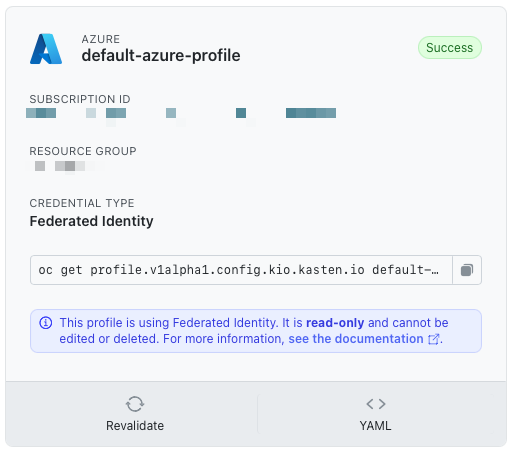 AZURE
default-azure-profile
Success
SUBSCRIPTION ID
RESOURCE GROUP
CREDENTIAL TYPE
Federated Identity
oc get profile.v1alpha1.config.kio.kasten.io default-…
This profile is using Federated Identity. It is read-only and cannot be
edited or deleted. For more information, see the documentation.
Revalidate
YAML